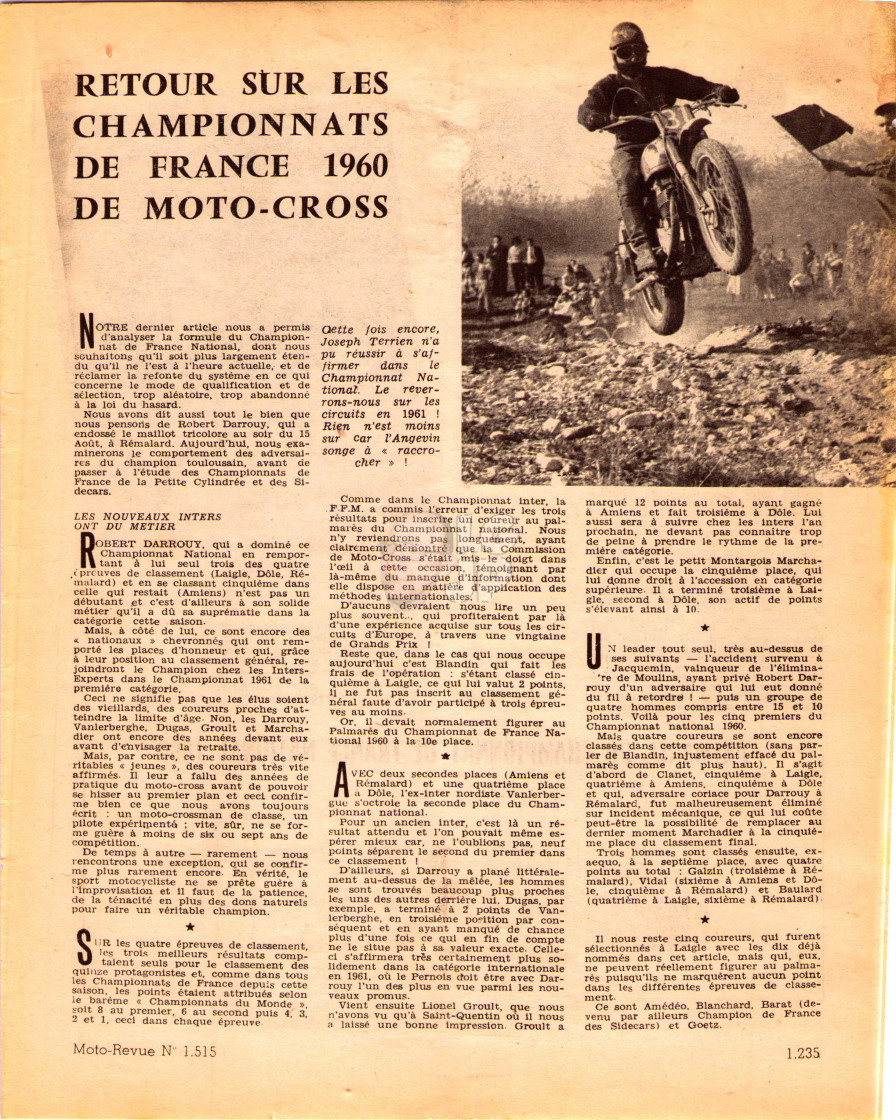 RETOUR SUR LES
CHAMPIONNATS
DE FRANCE 1960
DE MOTO-CROSS
31
NOTRE dernier article nous a permis
d'analyser la formule du Champion-
nat de France National, dont nous
souhaitons qu'il soit plus largement éten-
du qu'il ne l'est à l'heure actuelle, et de
réclamer la refonte du système en ce qui
concerne le mode de qualification et de
sélection, trop aléatoire, trop abandonné
à la loi du hasard.
Nous avons dit aussi tout le bien que
nous pensons de Robert Darrouy, qui a
endossé le maillot tricolore au soir du 15
Août, à Rémalard. Aujourd'hui, nous exa-
minerons le comportement des adversai-
res du champion toulousain, avant de
passer à l'étude des Championnats de
France de la Petite Cylindrée et des Si-
decars.
LES NOUVEAUX INTERS
ONT DU METIER
ROBERT DARROUY, qui a dominé ce
Championnat National en rempor-
tant à lui seul trois des quatre
épreuves de classement (Laigle, Dôle, Ré-
malard) et en se classant cinquième dans
celle qui restait (Amiens) n'est pas un
débutant et c'est d'ailleurs à son solide
métier qu'il a dû sa suprématie dans la
catégorie cette saison.
Mais, à côté de lui, ce sont encore des
« nationaux » chevronnés qui ont rem-
porté les places d'honneur et qui, grâce
à leur position au classement général, re-
joindront le Champion chez les Inters-
Experts dans le Championnat 1961 de la
première catégorie.
Ceci ne signifie pas que les élus soient
des vieillards, des coureurs proches d'at-
teindre la limite d'âge. Non, les Darrouy,
Vanlerberghe, Dugas, Groult et Marcha-
dier ont encore des années devant eux
avant d'envisager la retraite.
Mais, par contre, ce ne sont pas de vé-
ritables « jeunes », des coureurs très vite
affirmés. Il leur a fallu des années de
pratique du moto-cross avant de pouvoir
se hisser au premier plan et ceci confir-
me bien ce que nous avons toujours
écrit : un moto-crossman de classe, un
pilote expérimenté ; vite, sûr, ne se for-
me guère à moins de six ou sept ans de
compétition.
De temps à autre — rarement — nous
rencontrons une exception, qui se confir-
me plus rarement encore. En vérité, le
sport motocycliste ne se prête guère à
l'improvisation et il faut de la patience,
de la ténacité en plus des dons naturels
pour faire un véritable champion.
★
SUR les quatre épreuves de classement,
les trois meilleurs résultats comp-
taient seuls pour le classement des
quinze protagonistes et, comme dans tous
les Championnats de France depuis cette
saison, les points étaient attribués selon
le barème « Championnats du Monde »,
soit 8 au premier, 6 au second puis 4, 3,
2 et 1, ceci dans chaque épreuve.
Cette fois encore,
Joseph Terrien n'a
pu réussir à s'af-
firmer dans le
Championnat Na-
tional. Le rever-
rons-nous sur les
circuits en 1961 !
Rien n'est moins
sur car l'Angevin
songe à « raccro-
cher » !
Comme dans le Championnat inter, la
F.F.M. a commis l'erreur d'exiger les trois
résultats pour inscrire un coureur au pal-
marès du Championnat national. Nous
n'y reviendrons pas longuement, ayant
clairement démontré que la Commission
de Moto-Cross s'était mis le doigt dans
l'œil à cette occasion, témoignant par
là-même du manque d'information dont
elle dispose en matière d'application des
méthodes internationales.
D'aucuns devraient nous lire un peu
plus souvent.., qui profiteraient par là
d'une expérience acquise sur tous les cir-
cuits d'Europe, à travers une vingtaine
de Grands Prix !
Reste que, dans le cas qui nous occupe
aujourd'hui c'est Blandin qui fait les
frais de l'opération : s'étant classé cin-
quième à Laigle, ce qui lui valut 2 points,
il ne fut pas inscrit au classement gé-
néral faute d'avoir participé à trois épreu-
ves au moins.
Or, il devait normalement figurer au
Palmarès du Championnat de France Na-
tional 1960 à la 10e place.
★
AVEC deux secondes places (Amiens et
Rémalard) et une quatrième place
à Dôle, l'ex-inter nordiste Vanlerber-
gue s'octroie la seconde place du Cham-
pionnat national.
Pour un ancien inter, c'est là un ré-
sultat attendu et l'on pouvait même es-
pérer mieux car, ne l'oublions pas, neuf
points séparent le second du premier dans
ce classement !
D'ailleurs, si Darrouy a plané littérale-
ment au-dessus de la mêlée, les hommes
se sont trouvés beaucoup plus proches
les uns des autres derrière lui. Dugas, par
exemple, a terminé à 2 points de Van-
lerberghe, en troisième position par con-
séquent et en ayant manqué de chance
plus d'une fois ce qui en fin de compte
ne le situe pas à sa valeur exacte. Celle-
ci s'affirmera très certainement plus so-
lidement dans la catégorie internationale
en 1961, où le Pernois doit être avec Dar-
rouy l'un des plus en vue parmi les nou-
veaux promus.
Vient ensuite Lionel Groult, que nous
n'avons vu qu'à Saint-Quentin où il nous
a laissé une bonne impression. Groult a
marqué 12 points au total, ayant gagné
à Amiens et fait troisième à Dôle. Lui
aussi sera à suivre chez les inters l'an
prochain, ne devant pas connaître trop
de peine à prendre le rythme de la pre-
mière catégorie.
Enfin, c'est le petit Montargois Marcha-
dier qui occupe la cinquième place, qui
lui donne droit à l'accession en catégorie
supérieure. Il a terminé troisième à Lai-
gle, second à Dôle, son actif de points
s'élevant ainsi à 10.
★
UN leader tout seul, très au-dessus de
ses suivants — l'accident survenu à
Jacquemin, vainqueur de l'élimina-
're de Moulins, ayant privé Robert Dar-
rouy d'un adversaire qui lui eut donné
du fil à retordre ! — puis un groupe de
quatre hommes compris entre 15 et 10
points. Voilà pour les cinq premiers du
Championnat national 1960.
Mais quatre coureurs se sont encore
classés dans cette compétition (sans par-
ler de Blandin, injustement effacé du pal-
marès comme dit plus haut). Il s'agit
d'abord de Clanet, cinquième à Laigle,
quatrième à Amiens, cinquième à Dôle
et qui, adversaire coriace pour Darrouy à
Rémalard, fut malheureusement éliminé
sur incident mécanique, ce qui lui coûte
peut-être la possibilité de remplacer au
dernier moment Marchadier à la cinquiè-
me place du classement final.
Trois hommes sont classés ensuite, ex-
aequo, à la septième place, avec quatre
points au total : Galzin (troisième à Ré-
malard), Vidal (sixième à Amiens et Dô-
le, cinquième à Rémalard) et Baulard
(quatrième à Laigle, sixième à Rémalard).
★
Il nous reste cinq coureurs, qui furent
sélectionnés à Laigle avec les dix déjà
nommés dans cet article, mais qui, eux,
ne peuvent réellement figurer au palma-
rès puisqu'ils ne marquèrent aucun point
dans les différentes épreuves de classe-
ment.
Ce sont Amédéo, Blanchard, Barat (de-
venu par ailleurs Champion de France
des Sidecars) et Goetz.
Moto-Revue N° 1.515
1.235